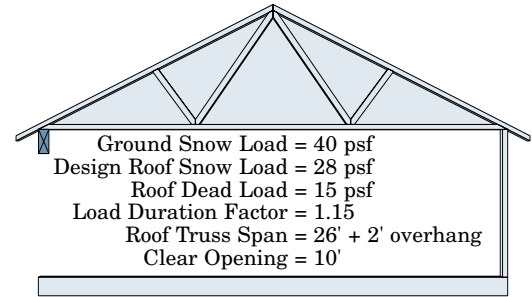 Ground Snow Load = 40 psf
Design Roof Snow Load = 28 psf
Roof Dead Load = 15 psf
Load Duration Factor = 1.15
Roof Truss Span = 26' + 2' overhang
Clear Opening = 10'